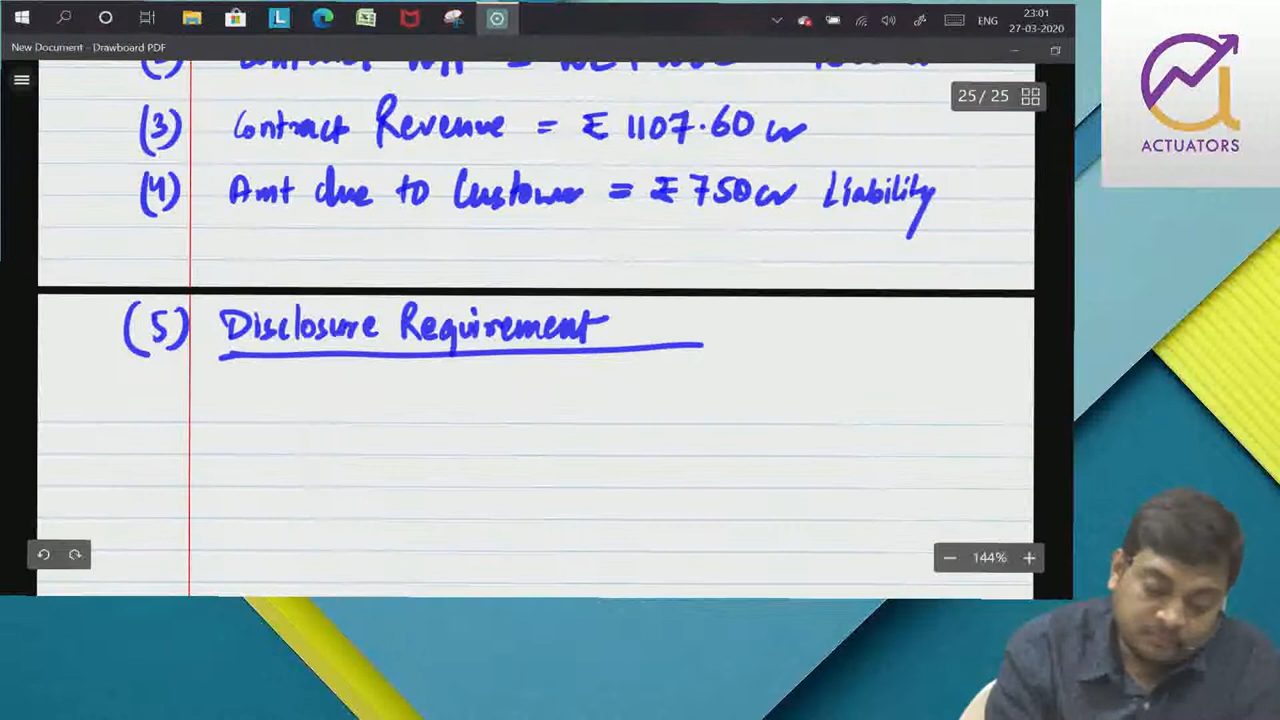 23:01
ENG
27-03-2020
New Document - Drawboard PDF
25 / 25
(3) Contract Revenue = ₹ 1107.60 cr
(4) Amt due to Customer = ₹ 750 cr Liability
(5) Disclosure Requirement
144%
ACTUATORS